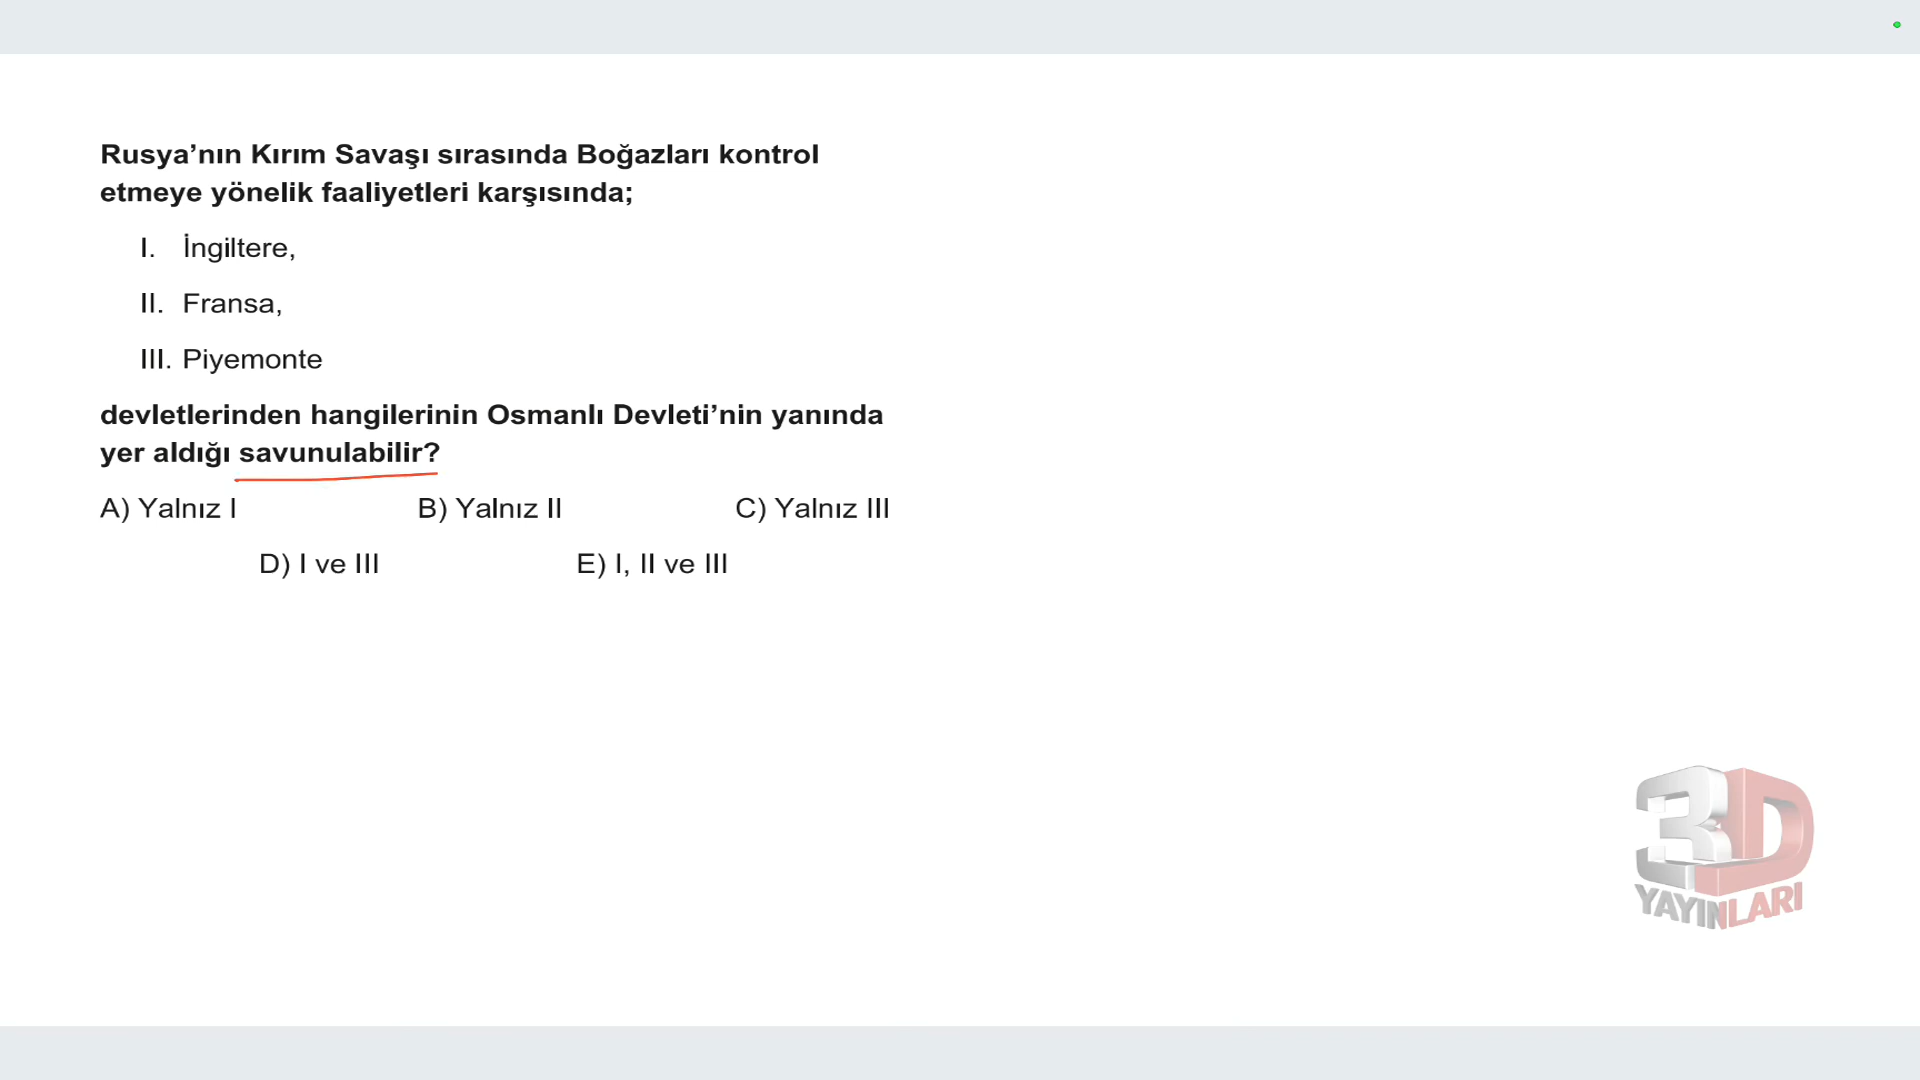 Rusya’nın Kırım Savaşı sırasında Boğazları kontrol
etmeye yönelik faaliyetleri karşısında;
I. İngiltere,
II. Fransa,
III. Piyemonte
devletlerinden hangilerinin Osmanlı Devleti’nin yanında
yer aldığı savunulabilir?
A) Yalnız I B) Yalnız II C) Yalnız III
D) I ve III E) I, II ve III
3D
YAYINLARI